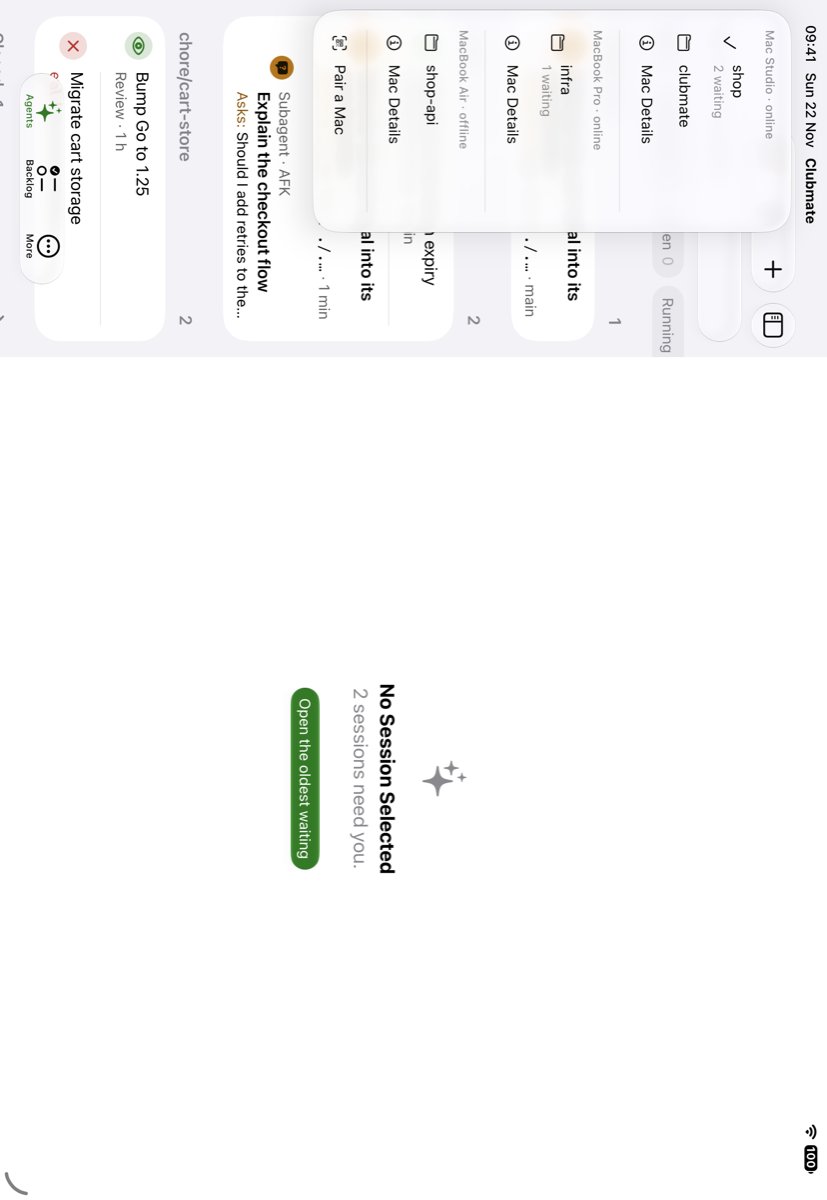 09:41 Sun 22 Nov Clubmate
100
Mac Studio · online
shop
2 waiting
clubmate
Mac Details
MacBook Pro · online
infra
1 waiting
Mac Details
MacBook Air · offline
shop-api
Mac Details
Pair a Mac
en 0
Running
1
al into its
· main
2
expiry
al into its
· 1 min
Subagent · AFK
Explain the checkout flow
Asks: Should I add retries to the…
chore/cart-store
2
Bump Go to 1.25
Review · 1 h
Migrate cart storage
Agents
Backlog
More
No Session Selected
2 sessions need you.
Open the oldest waiting